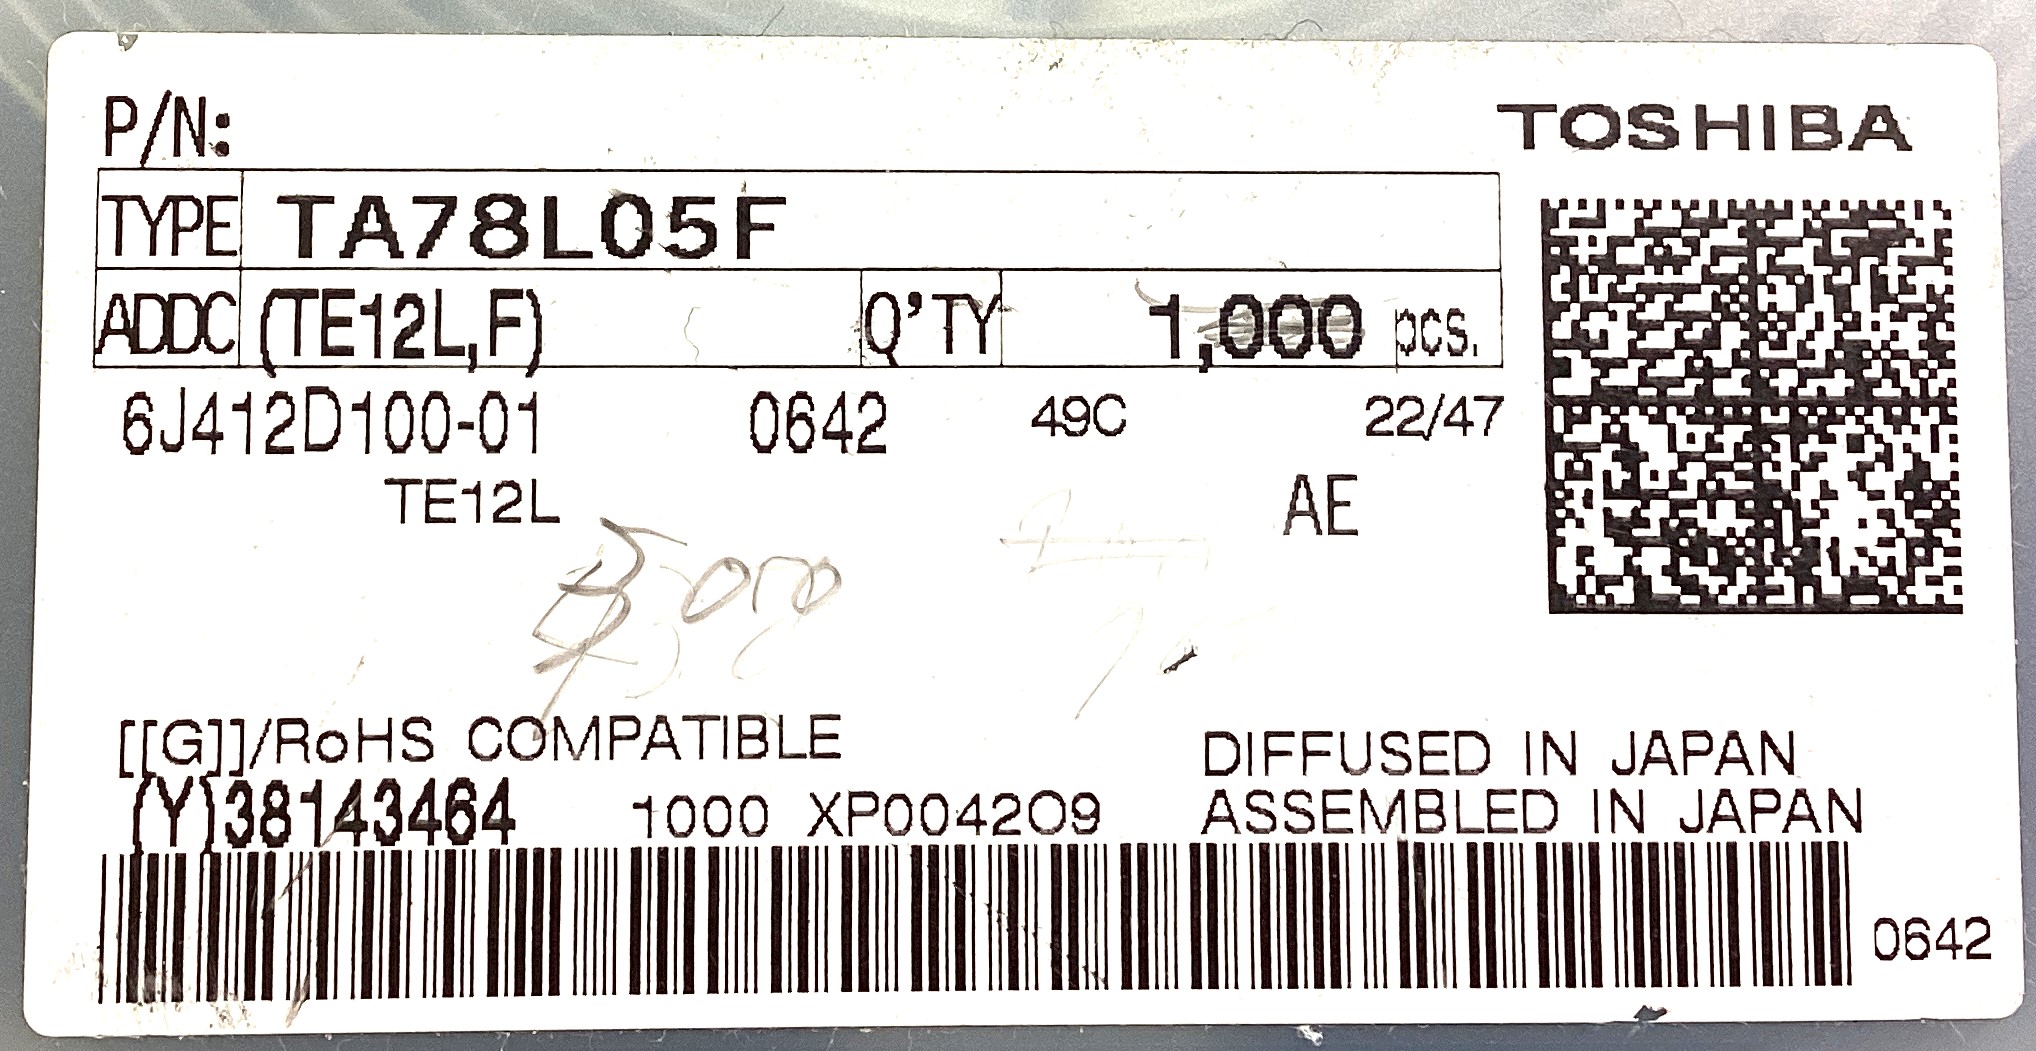 P/N:
TOSHIBA
TYPE TA78L05F
ADDC (TE12L,F) Q'TY 1,000 pcs.
6J412D100-01 0642 49C 22/47
TE12L AE
[[G]]/RoHS COMPATIBLE
DIFFUSED IN JAPAN
(Y)38143464 1000 XP004209 ASSEMBLED IN JAPAN
0642